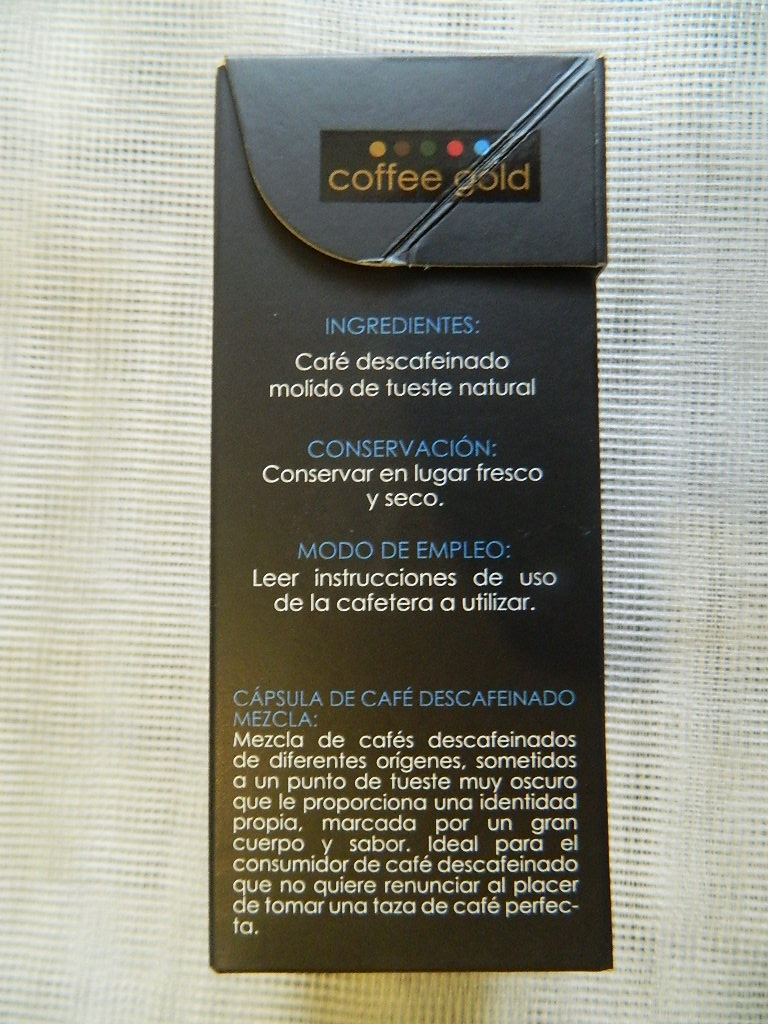 coffee gold
INGREDIENTES:
Café descafeinado
molido de tueste natural
CONSERVACIÓN:
Conservar en lugar fresco
y seco.
MODO DE EMPLEO:
Leer instrucciones de uso
de la cafetera a utilizar.
CÁPSULA DE CAFÉ DESCAFEINADO
MEZCLA:
Mezcla de cafés descafeinados
de diferentes orígenes, sometidos
a un punto de tueste muy oscuro
que le proporciona una identidad
propia, marcada por un gran
cuerpo y sabor. Ideal para el
consumidor de café descafeinado
que no quiere renunciar al placer
de tomar una taza de café perfec-
ta.